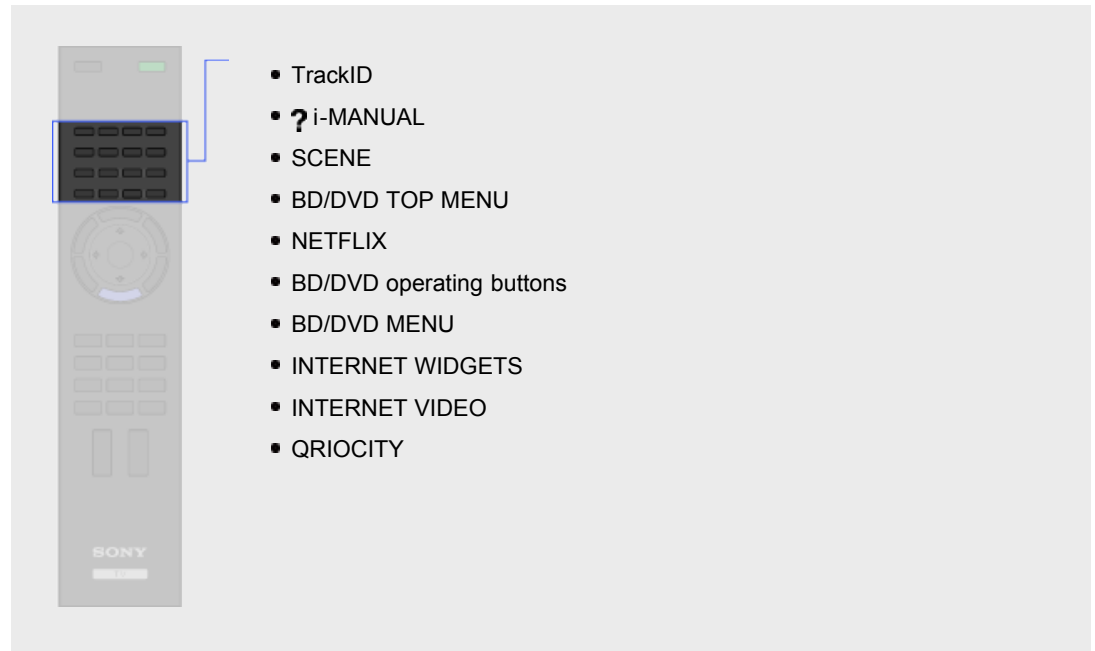 TrackID
? i-MANUAL
SCENE
BD/DVD TOP MENU
NETFLIX
BD/DVD operating buttons
BD/DVD MENU
INTERNET WIDGETS
INTERNET VIDEO
QRIOCITY
SONY